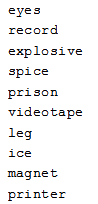 eyes
record
explosive
spice
prison
videotape
leg
ice
magnet
printer